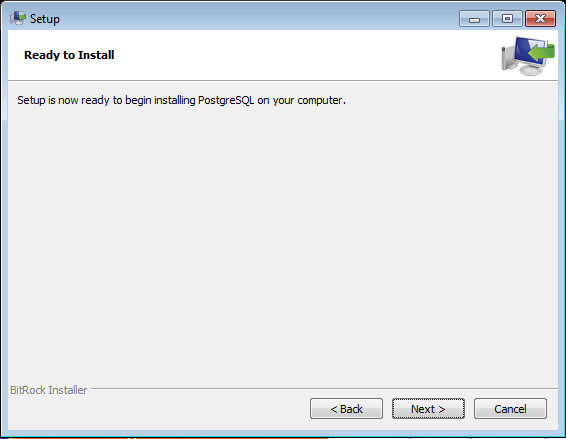 Setup
Ready to Install
Setup is now ready to begin installing PostgreSQL on your computer.
BitRock Installer
< Back
Next >
Cancel